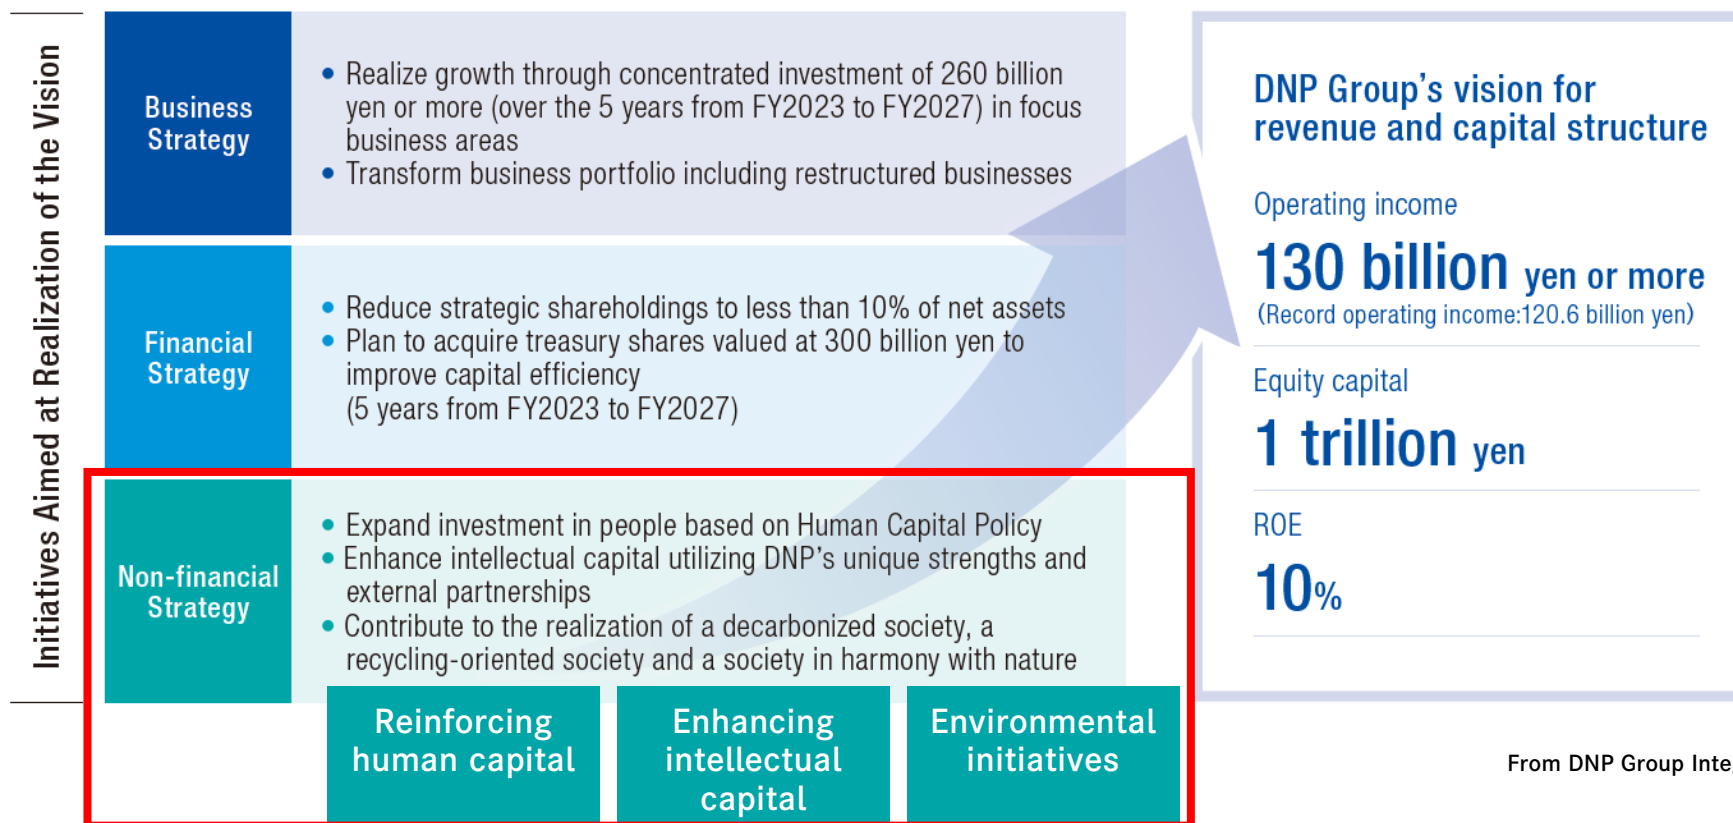 Initiatives Aimed at Realization of the Vision
Business
Strategy
• Realize growth through concentrated investment of 260 billion
yen or more (over the 5 years from FY2023 to FY2027) in focus
business areas
• Transform business portfolio including restructured businesses
Financial
Strategy
• Reduce strategic shareholdings to less than 10% of net assets
• Plan to acquire treasury shares valued at 300 billion yen to
improve capital efficiency
(5 years from FY2023 to FY2027)
Non-financial
Strategy
• Expand investment in people based on Human Capital Policy
• Enhance intellectual capital utilizing DNP's unique strengths and
external partnerships
• Contribute to the realization of a decarbonized society, a
recycling-oriented society and a society in harmony with nature
Reinforcing
human capital
Enhancing
intellectual
capital
Environmental
initiatives
DNP Group's vision for
revenue and capital structure
Operating income
130 billion yen or more
(Record operating income:120.6 billion yen)
Equity capital
1 trillion yen
ROE
10%
From DNP Group